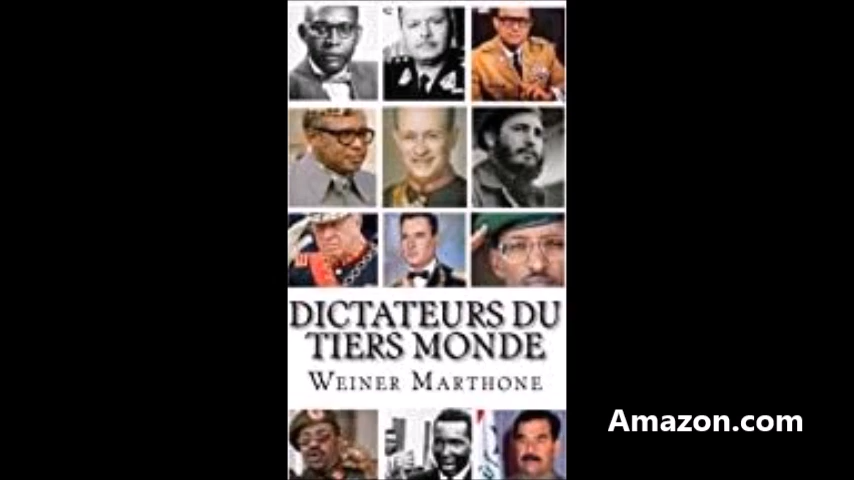 DICTATEURS DU
TIERS MONDE
WEINER MARTHONE
Amazon.com